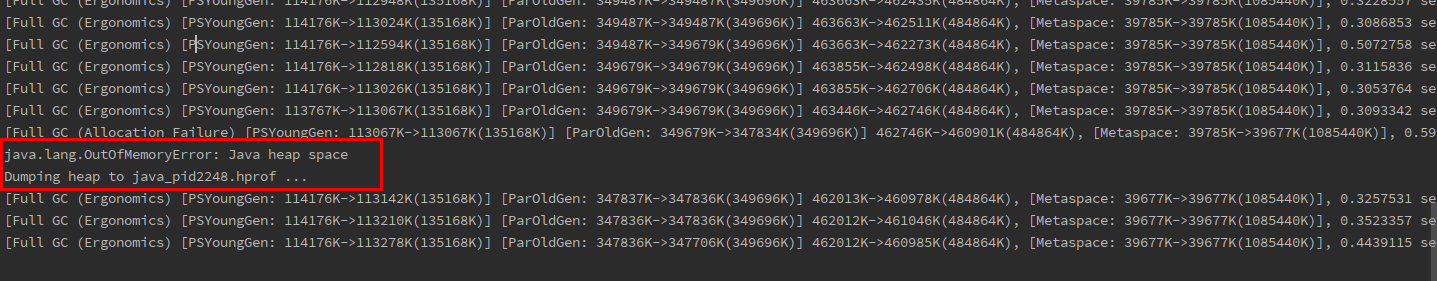 [Full GC (Ergonomics) [PSYoungGen: 114176K->112948K(135168K)] [ParOldGen: 349487K->349487K(349696K)] 463663K->462435K(484864K), [Metaspace: 39785K->39785K(1085440K)], 0.3228557 se
[Full GC (Ergonomics) [PSYoungGen: 114176K->113024K(135168K)] [ParOldGen: 349487K->349487K(349696K)] 463663K->462511K(484864K), [Metaspace: 39785K->39785K(1085440K)], 0.3086853 se
[Full GC (Ergonomics) [PSYoungGen: 114176K->112594K(135168K)] [ParOldGen: 349487K->349679K(349696K)] 463663K->462273K(484864K), [Metaspace: 39785K->39785K(1085440K)], 0.5072758 se
[Full GC (Ergonomics) [PSYoungGen: 114176K->112818K(135168K)] [ParOldGen: 349679K->349679K(349696K)] 463855K->462498K(484864K), [Metaspace: 39785K->39785K(1085440K)], 0.3115836 se
[Full GC (Ergonomics) [PSYoungGen: 114176K->113026K(135168K)] [ParOldGen: 349679K->349679K(349696K)] 463855K->462706K(484864K), [Metaspace: 39785K->39785K(1085440K)], 0.3053764 se
[Full GC (Ergonomics) [PSYoungGen: 113767K->113067K(135168K)] [ParOldGen: 349679K->349679K(349696K)] 463446K->462746K(484864K), [Metaspace: 39785K->39785K(1085440K)], 0.3093342 se
[Full GC (Allocation Failure) [PSYoungGen: 113067K->113067K(135168K)] [ParOldGen: 349679K->347834K(349696K)] 462746K->460901K(484864K), [Metaspace: 39785K->39677K(1085440K)], 0.59
java.lang.OutOfMemoryError: Java heap space
Dumping heap to java_pid2248.hprof ...
[Full GC (Ergonomics) [PSYoungGen: 114176K->113142K(135168K)] [ParOldGen: 347837K->347836K(349696K)] 462013K->460978K(484864K), [Metaspace: 39677K->39677K(1085440K)], 0.3257531 se
[Full GC (Ergonomics) [PSYoungGen: 114176K->113210K(135168K)] [ParOldGen: 347836K->347836K(349696K)] 462012K->461046K(484864K), [Metaspace: 39677K->39677K(1085440K)], 0.3523357 se
[Full GC (Ergonomics) [PSYoungGen: 114176K->113278K(135168K)] [ParOldGen: 347836K->347706K(349696K)] 462012K->460985K(484864K), [Metaspace: 39677K->39677K(1085440K)], 0.4439115 se